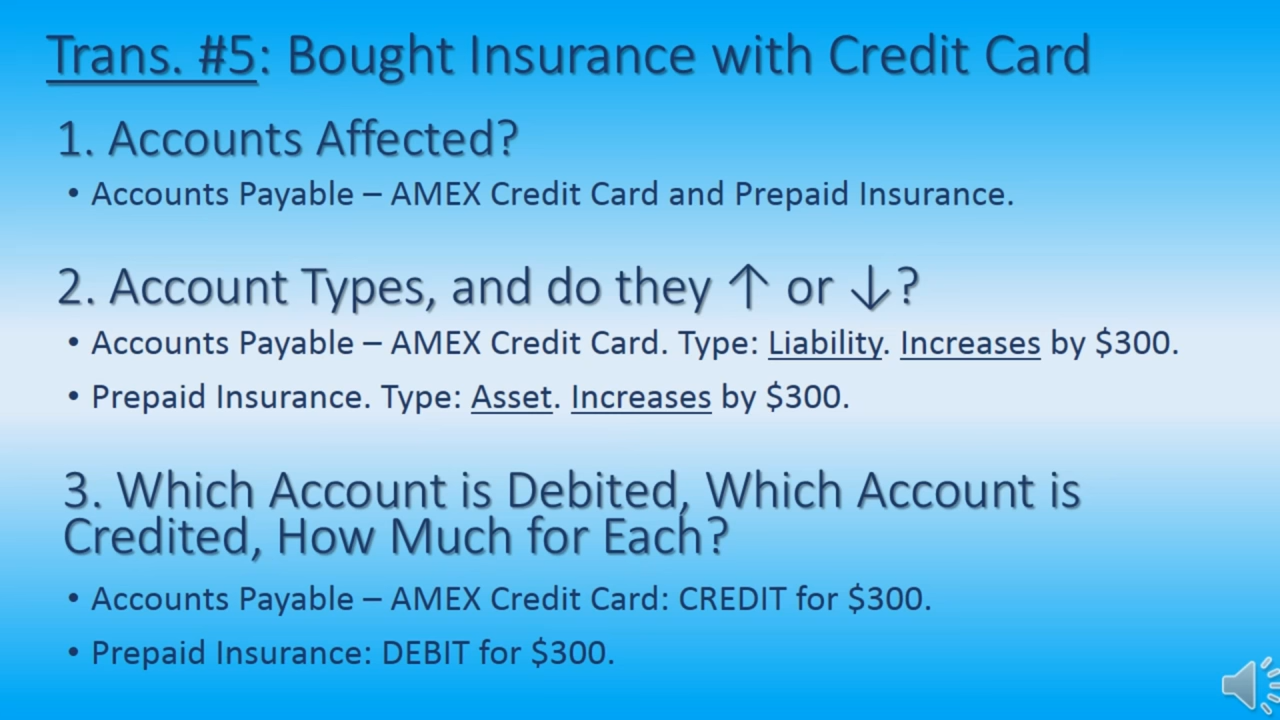 Trans. #5: Bought Insurance with Credit Card
1. Accounts Affected?
• Accounts Payable – AMEX Credit Card and Prepaid Insurance.
2. Account Types, and do they ↑ or ↓?
• Accounts Payable – AMEX Credit Card. Type: Liability. Increases by $300.
• Prepaid Insurance. Type: Asset. Increases by $300.
3. Which Account is Debited, Which Account is
Credited, How Much for Each?
• Accounts Payable – AMEX Credit Card: CREDIT for $300.
• Prepaid Insurance: DEBIT for $300.